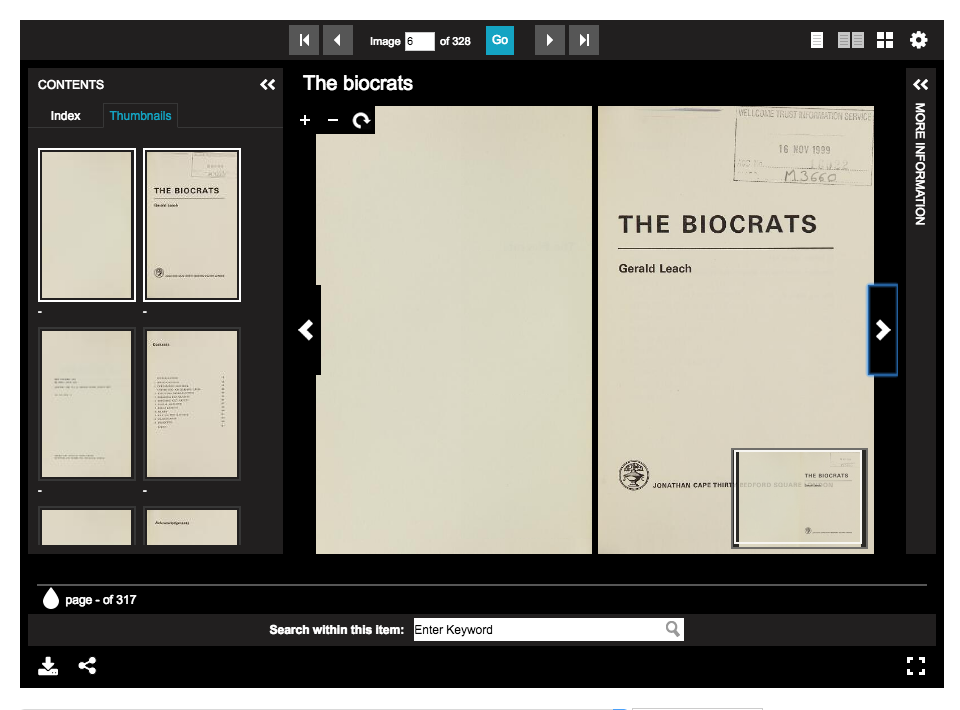 Image 6 of 328 Go
CONTENTS
Index Thumbnails
THE BIOCRATS
Gerald Leach
-
-
Contents
-
-
Acknowledgments
The biocrats
WELLCOME TRUST INFORMATION SERVICE
16 NOV 1999
M3660
THE BIOCRATS
Gerald Leach
JONATHAN CAPE THIRTY BEDFORD SQUARE LONDON
THE BIOCRATS
MORE INFORMATION
page - of 317
Search within this item: Enter Keyword